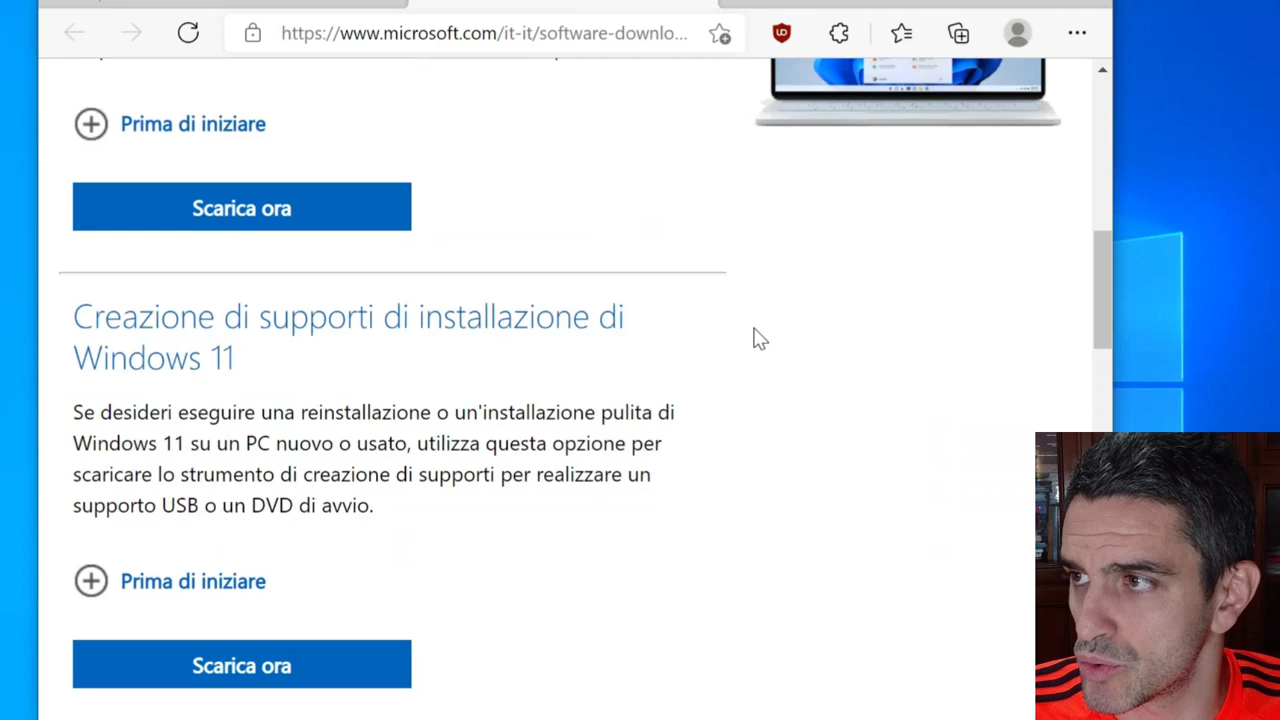 https://www.microsoft.com/it-it/software-downlo...
Prima di iniziare
Scarica ora
Creazione di supporti di installazione di
Windows 11
Se desideri eseguire una reinstallazione o un'installazione pulita di
Windows 11 su un PC nuovo o usato, utilizza questa opzione per
scaricare lo strumento di creazione di supporti per realizzare un
supporto USB o un DVD di avvio.
Prima di iniziare
Scarica ora